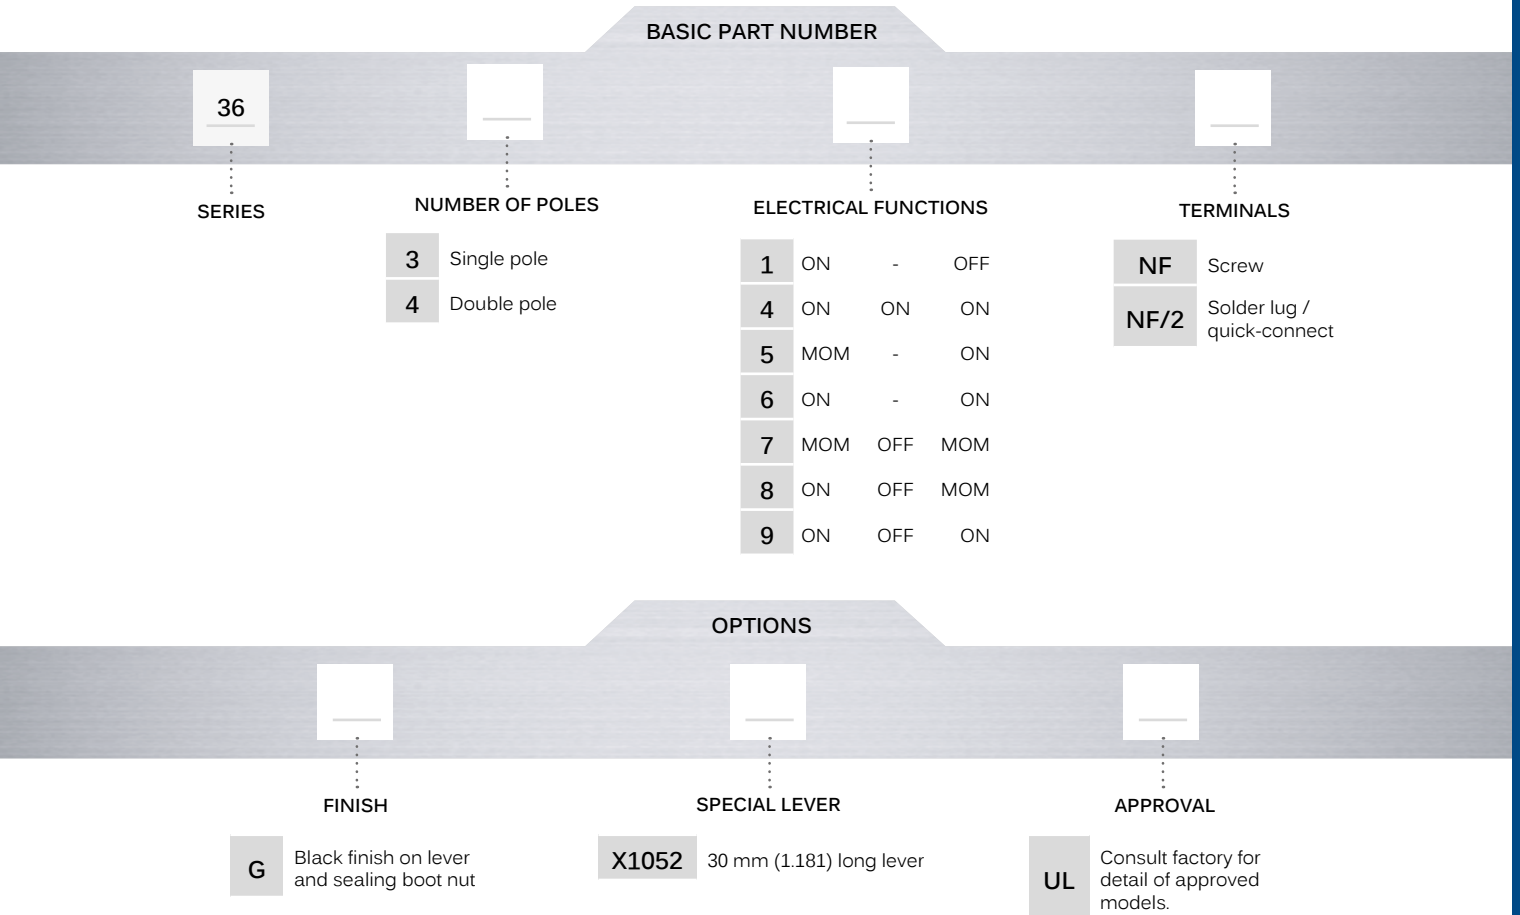 BASIC PART NUMBER
36
SERIES
NUMBER OF POLES
3 Single pole
4 Double pole
ELECTRICAL FUNCTIONS
1 ON - OFF
4 ON ON ON
5 MOM - ON
6 ON - ON
7 MOM OFF MOM
8 ON OFF MOM
9 ON OFF ON
TERMINALS
NF Screw
NF/2 Solder lug /
quick-connect
OPTIONS
FINISH
G Black finish on lever
and sealing boot nut
SPECIAL LEVER
X1052 30 mm (1.181) long lever
APPROVAL
UL Consult factory for
detail of approved
models.